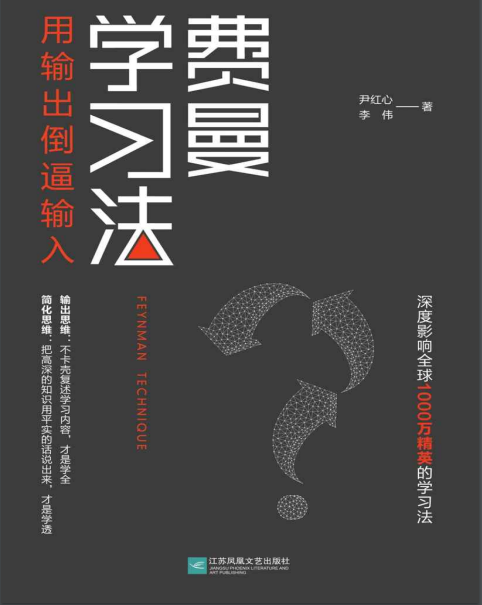 费曼
学习法
用输出倒逼输入
尹红心
李 伟
——著
FEYNMAN TECHNIQUE
深度影响全球1000万精英的学习法
输出思维：不卡壳复述学习内容，才是学全
简化思维：把高深的知识用平实的话说出来，才是学透
江苏凤凰文艺出版社
JIANGSU PHOENIX LITERATURE AND
ART PUBLISHING